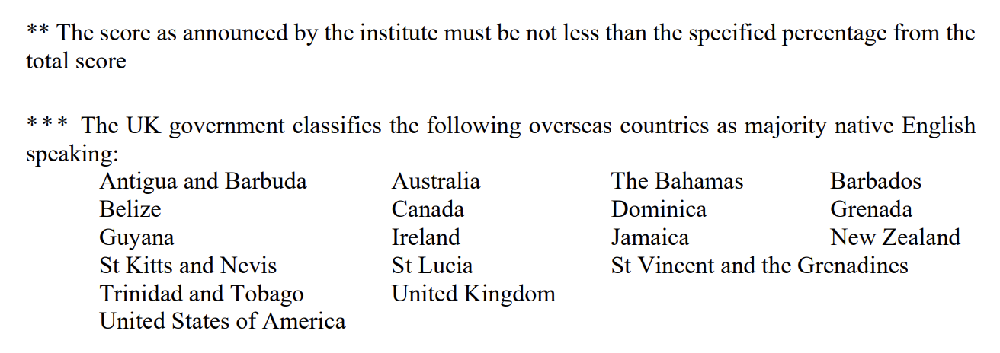 ** The score as announced by the institute must be not less than the specified percentage from the
total score
*** The UK government classifies the following overseas countries as majority native English
speaking:
Antigua and Barbuda Australia The Bahamas Barbados
Belize Canada Dominica Grenada
Guyana Ireland Jamaica New Zealand
St Kitts and Nevis St Lucia St Vincent and the Grenadines
Trinidad and Tobago United Kingdom
United States of America